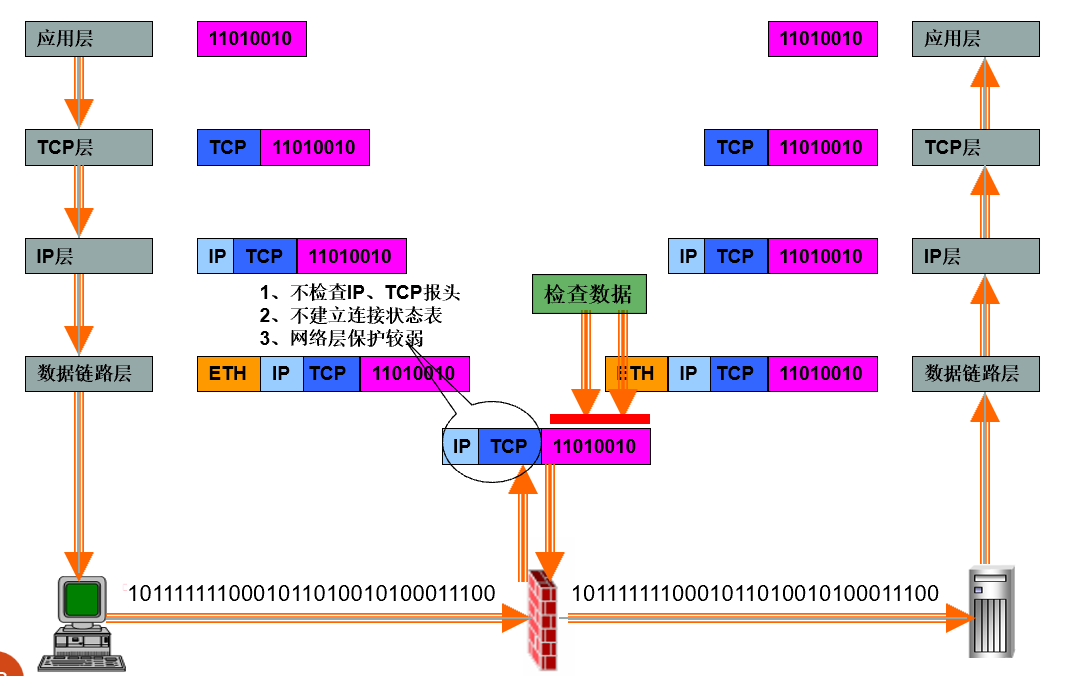 应用层 11010010 11010010 应用层
TCP层 TCP 11010010 TCP 11010010 TCP层
IP层 IP TCP 11010010 IP TCP 11010010 IP层
1、不检查IP、TCP报头
2、不建立连接状态表
3、网络层保护较弱
检查数据
数据链路层 ETH IP TCP 11010010 ETH IP TCP 11010010 数据链路层
IP TCP 11010010
1011111110001011010010100011100 1011111110001011010010100011100